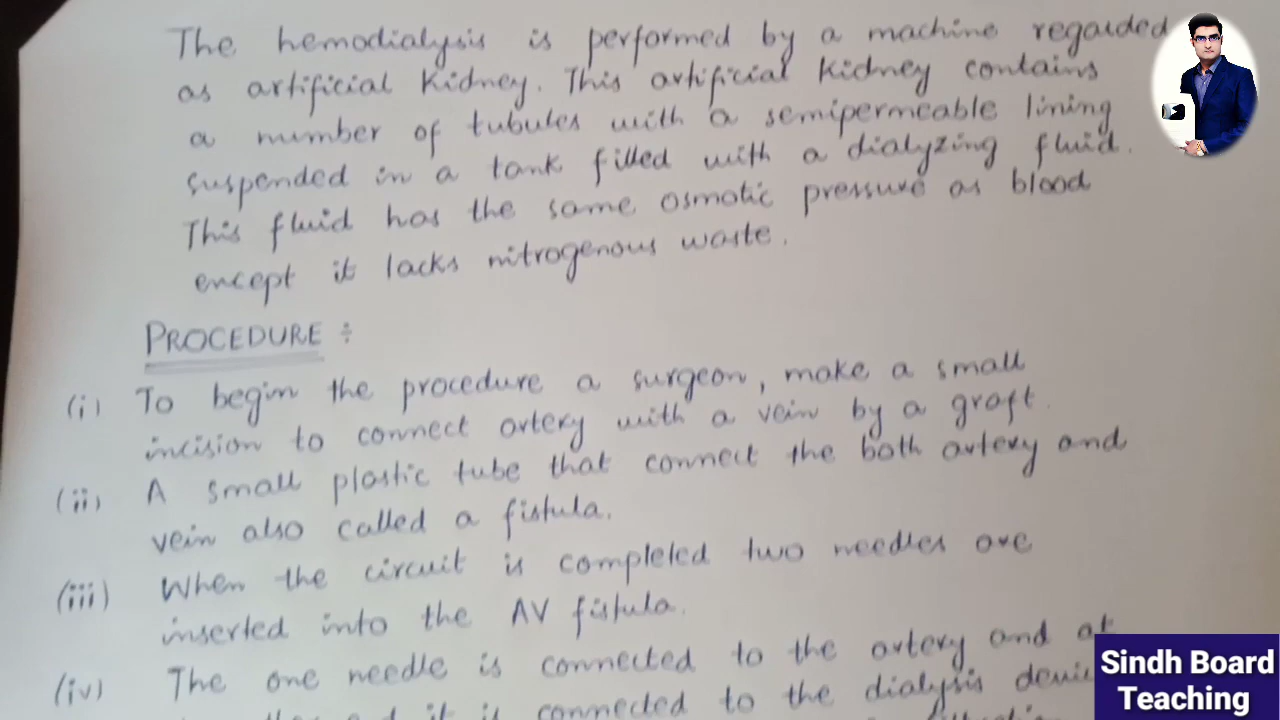 The hemodialysis is performed by a machine regarded
as artificial Kidney. This artificial Kidney contains
a number of tubules with a semipermeable lining
suspended in a tank filled with a dialyzing fluid.
This fluid has the same osmotic pressure as blood
except it lacks nitrogenous waste.
PROCEDURE :
(i) To begin the procedure a surgeon, make a small
incision to connect artery with a vein by a graft.
(ii) A small plastic tube that connect the both artery and
vein also called a fistula.
(iii) When the circuit is completed two needles are
inserted into the AV fistula.
(iv) The one needle is connected to the artery and at
it is connected to the dialysis
Sindh Board
Teaching